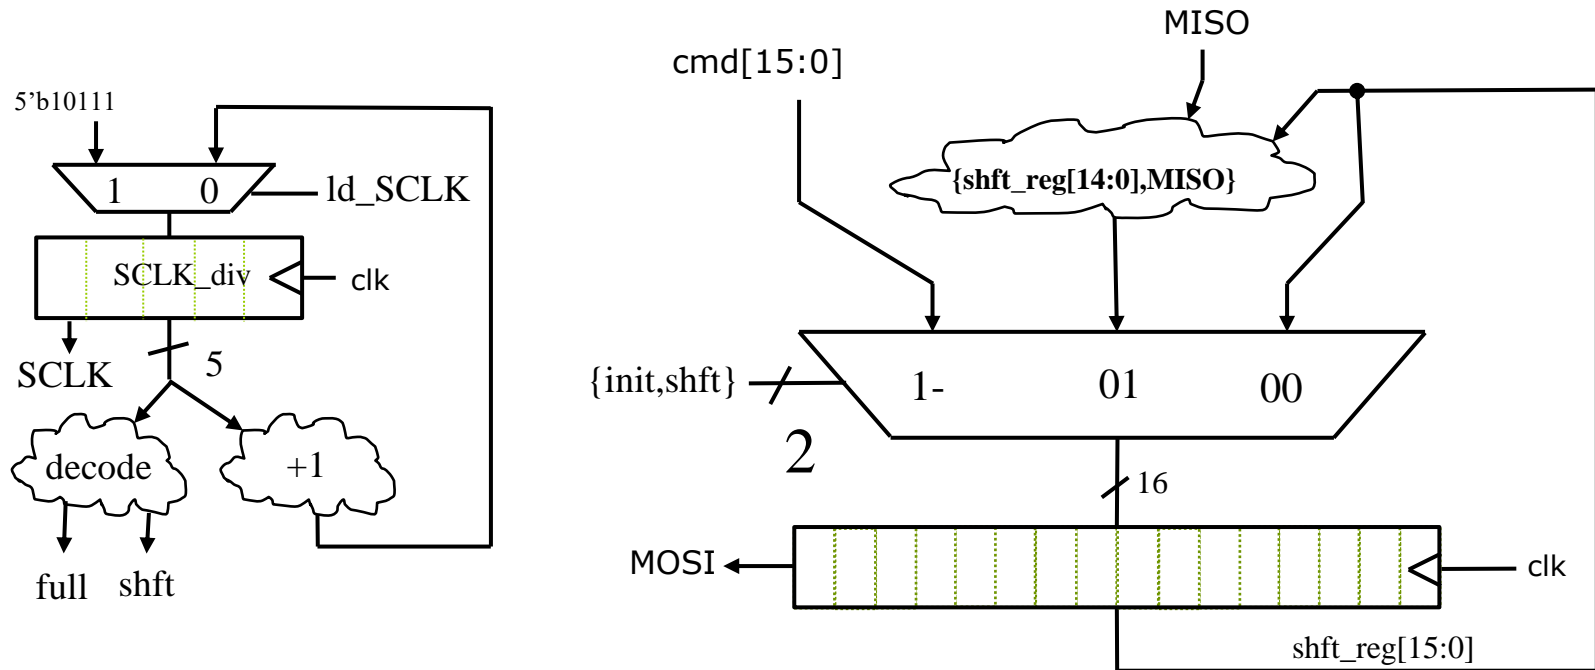 5’b10111
1 0
ld_SCLK
SCLK_div
clk
SCLK
5
decode
+1
full shft
MISO
cmd[15:0]
{shft_reg[14:0],MISO}
{init,shft}
2
1- 01 00
16
MOSI
clk
shft_reg[15:0]